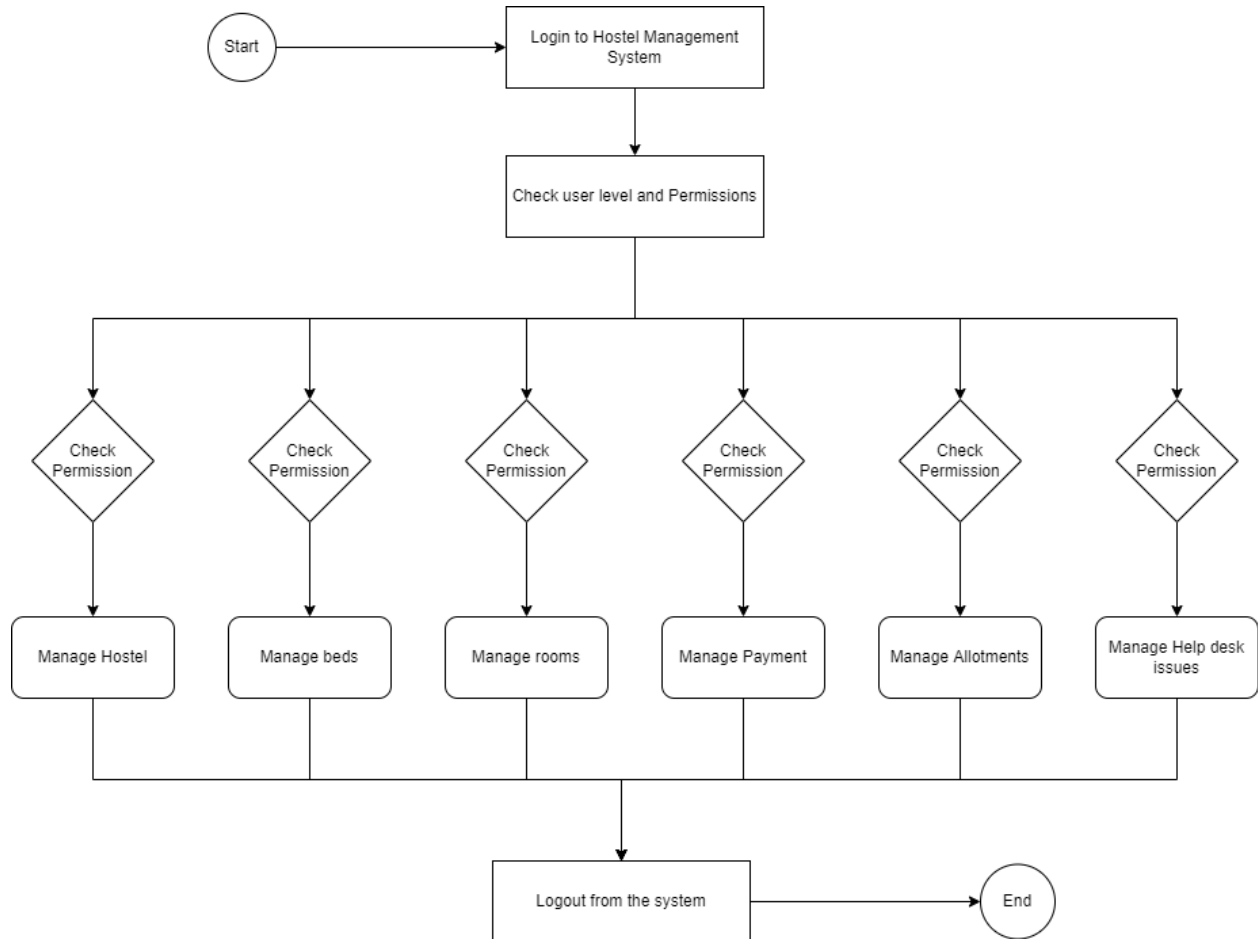 Start
Login to Hostel Management
System
Check user level and Permissions
Check
Permission
Check
Permission
Check
Permission
Check
Permission
Check
Permission
Check
Permission
Manage Hostel
Manage beds
Manage rooms
Manage Payment
Manage Allotments
Manage Help desk
issues
Logout from the system
End